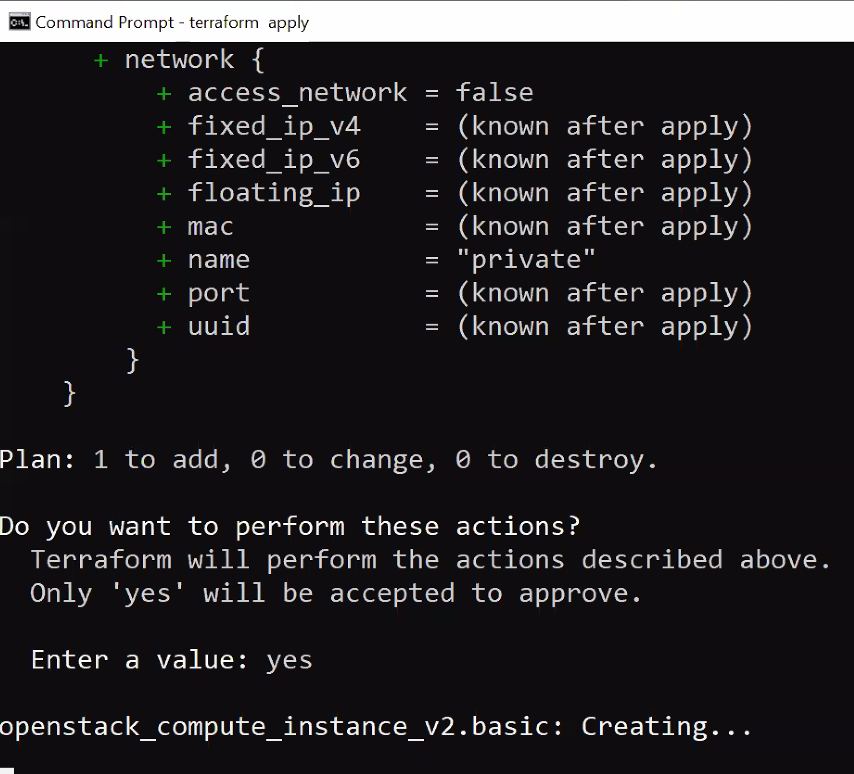 Command Prompt - terraform  apply
+ network {
+ access_network = false
+ fixed_ip_v4    = (known after apply)
+ fixed_ip_v6    = (known after apply)
+ floating_ip    = (known after apply)
+ mac            = (known after apply)
+ name           = "private"
+ port           = (known after apply)
+ uuid           = (known after apply)
}
}
Plan: 1 to add, 0 to change, 0 to destroy.
Do you want to perform these actions?
Terraform will perform the actions described above.
Only 'yes' will be accepted to approve.
Enter a value: yes
openstack_compute_instance_v2.basic: Creating...